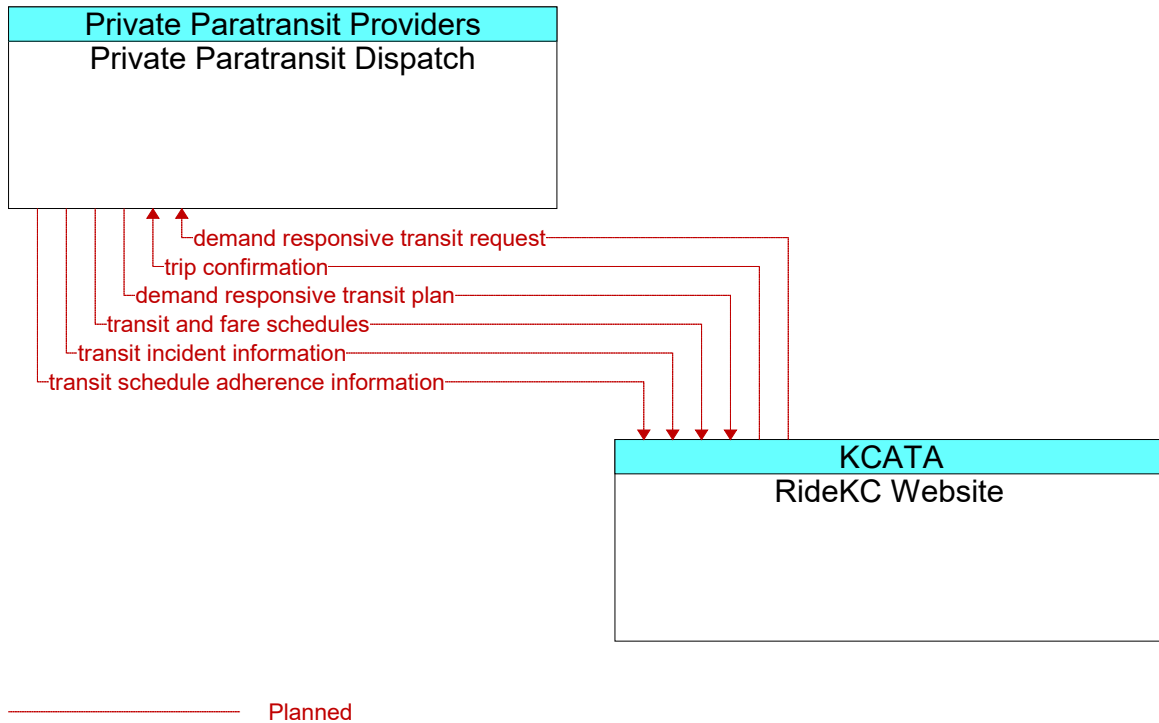 Private Paratransit Providers
Private Paratransit Dispatch
demand responsive transit request
trip confirmation
demand responsive transit plan
transit and fare schedules
transit incident information
transit schedule adherence information
KCATA
RideKC Website
Planned